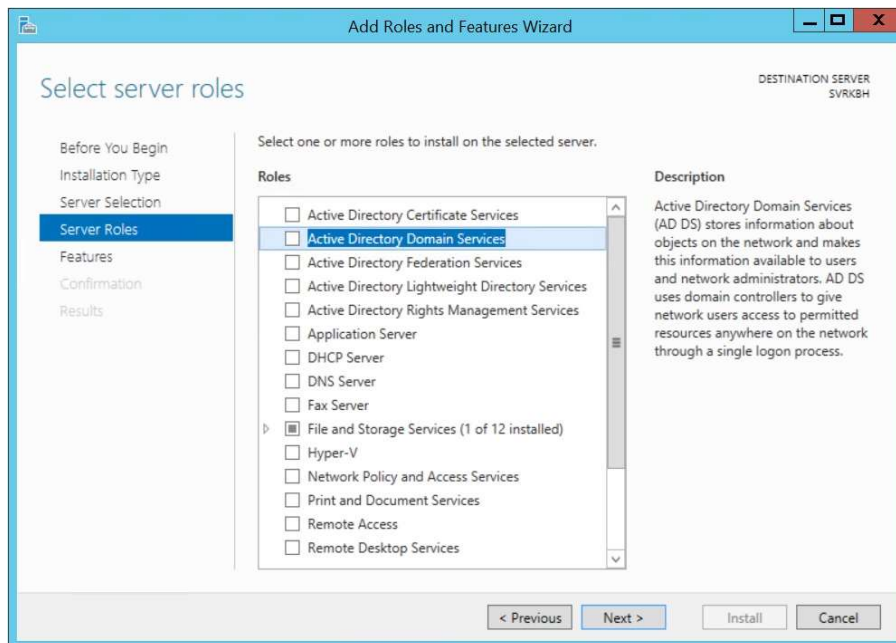 Add Roles and Features Wizard
Select server roles
DESTINATION SERVER
SVRKBH
Before You Begin
Installation Type
Server Selection
Server Roles
Features
Confirmation
Results
Select one or more roles to install on the selected server.
Roles
Active Directory Certificate Services
Active Directory Domain Services
Active Directory Federation Services
Active Directory Lightweight Directory Services
Active Directory Rights Management Services
Application Server
DHCP Server
DNS Server
Fax Server
File and Storage Services (1 of 12 installed)
Hyper-V
Network Policy and Access Services
Print and Document Services
Remote Access
Remote Desktop Services
Description
Active Directory Domain Services
(AD DS) stores information about
objects on the network and makes
this information available to users
and network administrators. AD DS
uses domain controllers to give
network users access to permitted
resources anywhere on the network
through a single logon process.
< Previous
Next >
Install
Cancel